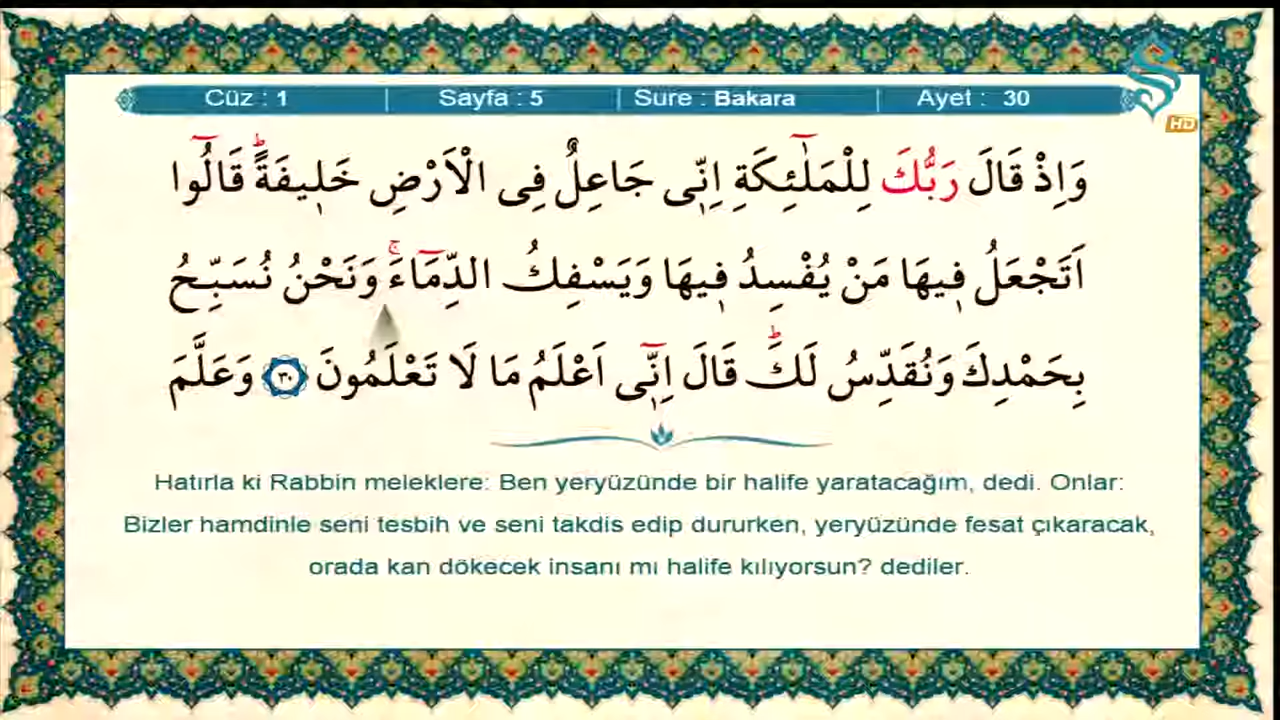 Cüz : 1 | Sayfa : 5 | Sure : Bakara | Ayet : 30
HD
وَاِذْ قَالَ رَبُّكَ لِلْمَلٰٓئِكَةِ اِنّ۪ى جَاعِلٌ فِى الْاَرْضِ خَل۪يفَةًۜ قَالُٓوا
اَتَجْعَلُ ف۪يهَا مَنْ يُفْسِدُ ف۪يهَا وَيَسْفِكُ الدِّمَٓاءَۚ وَنَحْنُ نُسَبِّحُ
بِحَمْدِكَ وَنُقَدِّسُ لَكَۜ قَالَ اِنّ۪ٓى اَعْلَمُ مَا لَا تَعْلَمُونَ ٣٠ وَعَلَّمَ
Hatırla ki Rabbin meleklere: Ben yeryüzünde bir halife yaratacağım, dedi. Onlar:
Bizler hamdinle seni tesbih ve seni takdis edip dururken, yeryüzünde fesat çıkaracak,
orada kan dökecek insanı mı halife kılıyorsun? dediler.